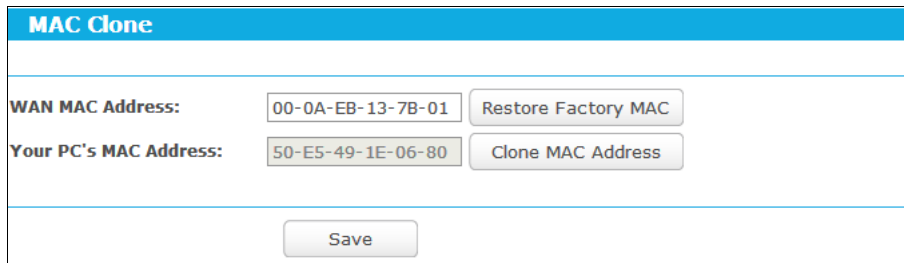 MAC Clone
WAN MAC Address: 00-0A-EB-13-7B-01 Restore Factory MAC
Your PC's MAC Address: 50-E5-49-1E-06-80 Clone MAC Address
Save